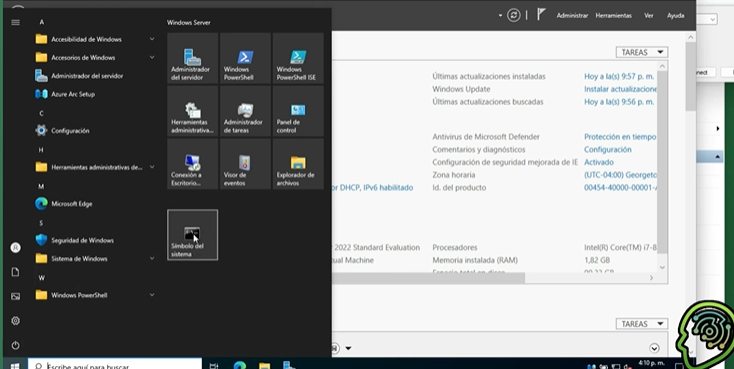 Windows Server
Administrar Herramientas Ver Ayuda
A
Accesibilidad de Windows
Accesorios de Windows
Administrador del servidor
Azure Arc Setup
C
Configuración
H
Herramientas administrativas de...
M
Microsoft Edge
S
Seguridad de Windows
Sistema de Windows
W
Windows PowerShell
Administrador
del servidor
Windows
PowerShell
Windows
PowerShell ISE
Herramientas
administrativa...
Administrador
de tareas
Panel de
control
Conexión a
Escritorio...
Visor de
eventos
Explorador de
archivos
Símbolo del
sistema
TAREAS
Últimas actualizaciones instaladas Hoy a la(s) 9:57 p. m.
Windows Update Instalar actualizacione
Últimas actualizaciones buscadas Hoy a la(s) 9:56 p. m.
Antivirus de Microsoft Defender Protección en tiempo
Comentarios y diagnósticos Configuración
Configuración de seguridad mejorada de IE Activado
Zona horaria (UTC-04:00) Georgeto
or DHCP, IPv6 habilitado Id. del producto 00454-40000-00001-
2022 Standard Evaluation Procesadores Intel(R) Core(TM) i7-8
ual Machine Memoria instalada (RAM) 1,82 GB
TAREAS
nnect
Escribe aquí para buscar
4:10 p. m.